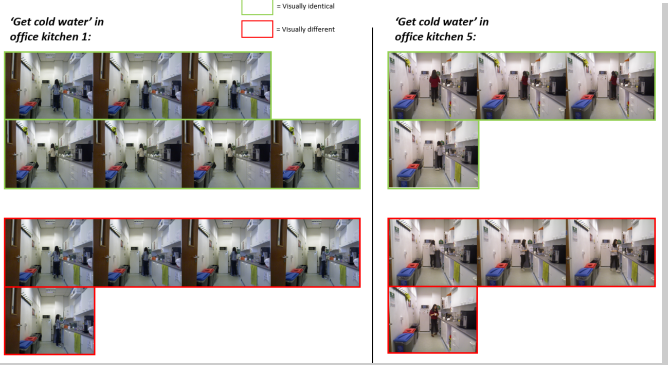 = Visually identical
= Visually different
'Get cold water' in
office kitchen 1:
'Get cold water' in
office kitchen 5: